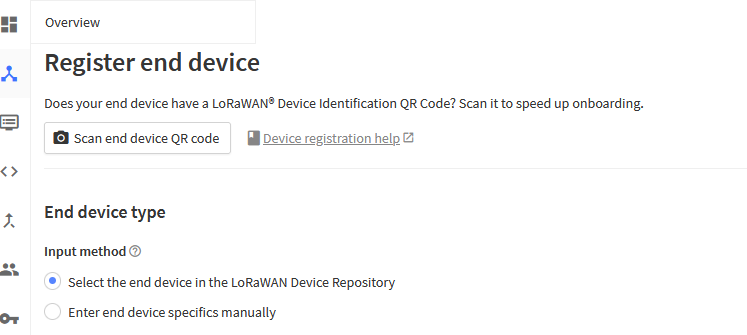 Overview
Register end device
Does your end device have a LoRaWAN® Device Identification QR Code? Scan it to speed up onboarding.
Scan end device QR code Device registration help
End device type
Input method
Select the end device in the LoRaWAN Device Repository
Enter end device specifics manually